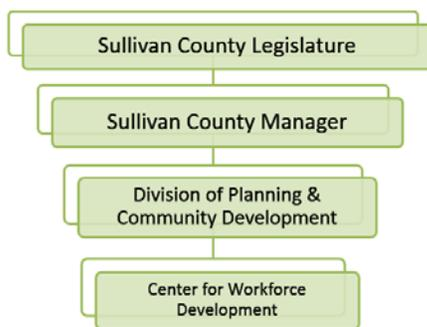 Sullivan County Legislature
Sullivan County Manager
Division of Planning &
Community Development
Center for Workforce
Development